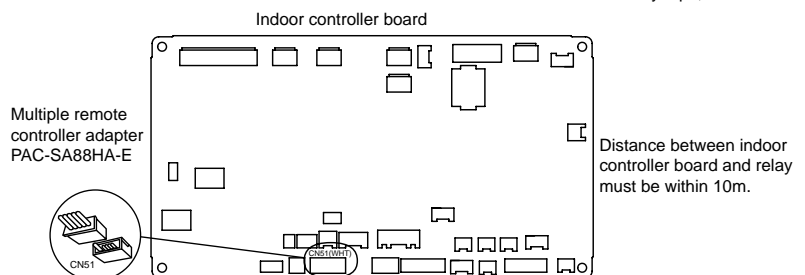 Indoor controller board
Multiple remote
controller adapter
PAC-SA88HA-E
Distance between indoor
controller board and relay
must be within 10m.
CN51(WHT)
CN51